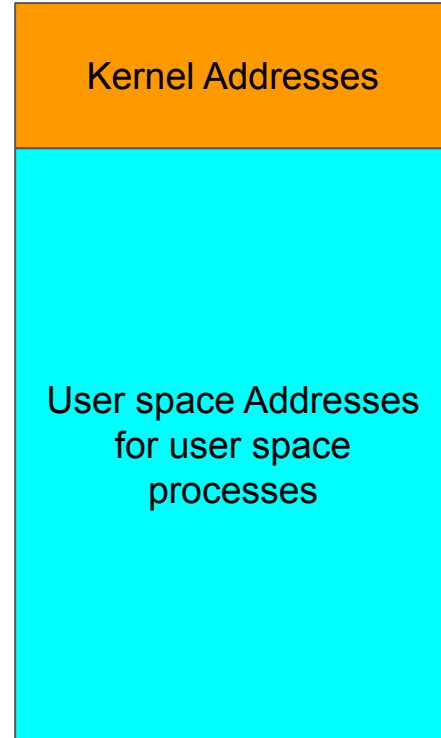 Kernel Addresses
User space Addresses
for user space
processes